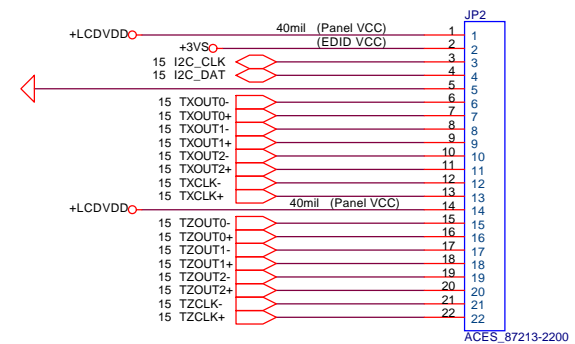 JP2
+LCDVDD 40mil (Panel VCC) 1 1
+3VS (EDID VCC) 2 2
15 I2C_CLK 3 3
15 I2C_DAT 4 4
5 5
15 TXOUT0- 6 6
15 TXOUT0+ 7 7
15 TXOUT1- 8 8
15 TXOUT1+ 9 9
15 TXOUT2- 10 10
15 TXOUT2+ 11 11
15 TXCLK- 12 12
15 TXCLK+ 13 13
+LCDVDD 40mil (Panel VCC) 14 14
15 TZOUT0- 15 15
15 TZOUT0+ 16 16
15 TZOUT1- 17 17
15 TZOUT1+ 18 18
15 TZOUT2- 19 19
15 TZOUT2+ 20 20
15 TZCLK- 21 21
15 TZCLK+ 22 22
ACES_87213-2200